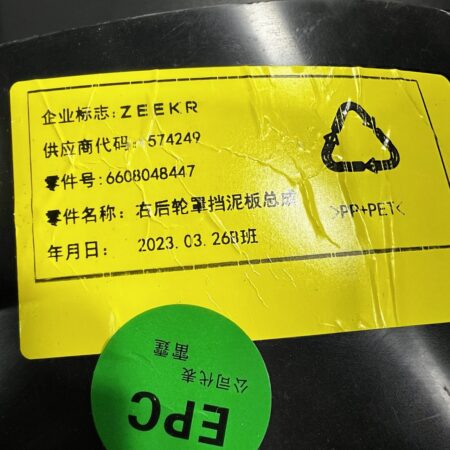 企业标志:ZEEKR
供应商代码: 574249
零件号:6608048447
零件名称: 右后轮罩挡泥板总成
>PP+PET<
年月日: 2023.03.26B班
公司代表
雷霆
EPC